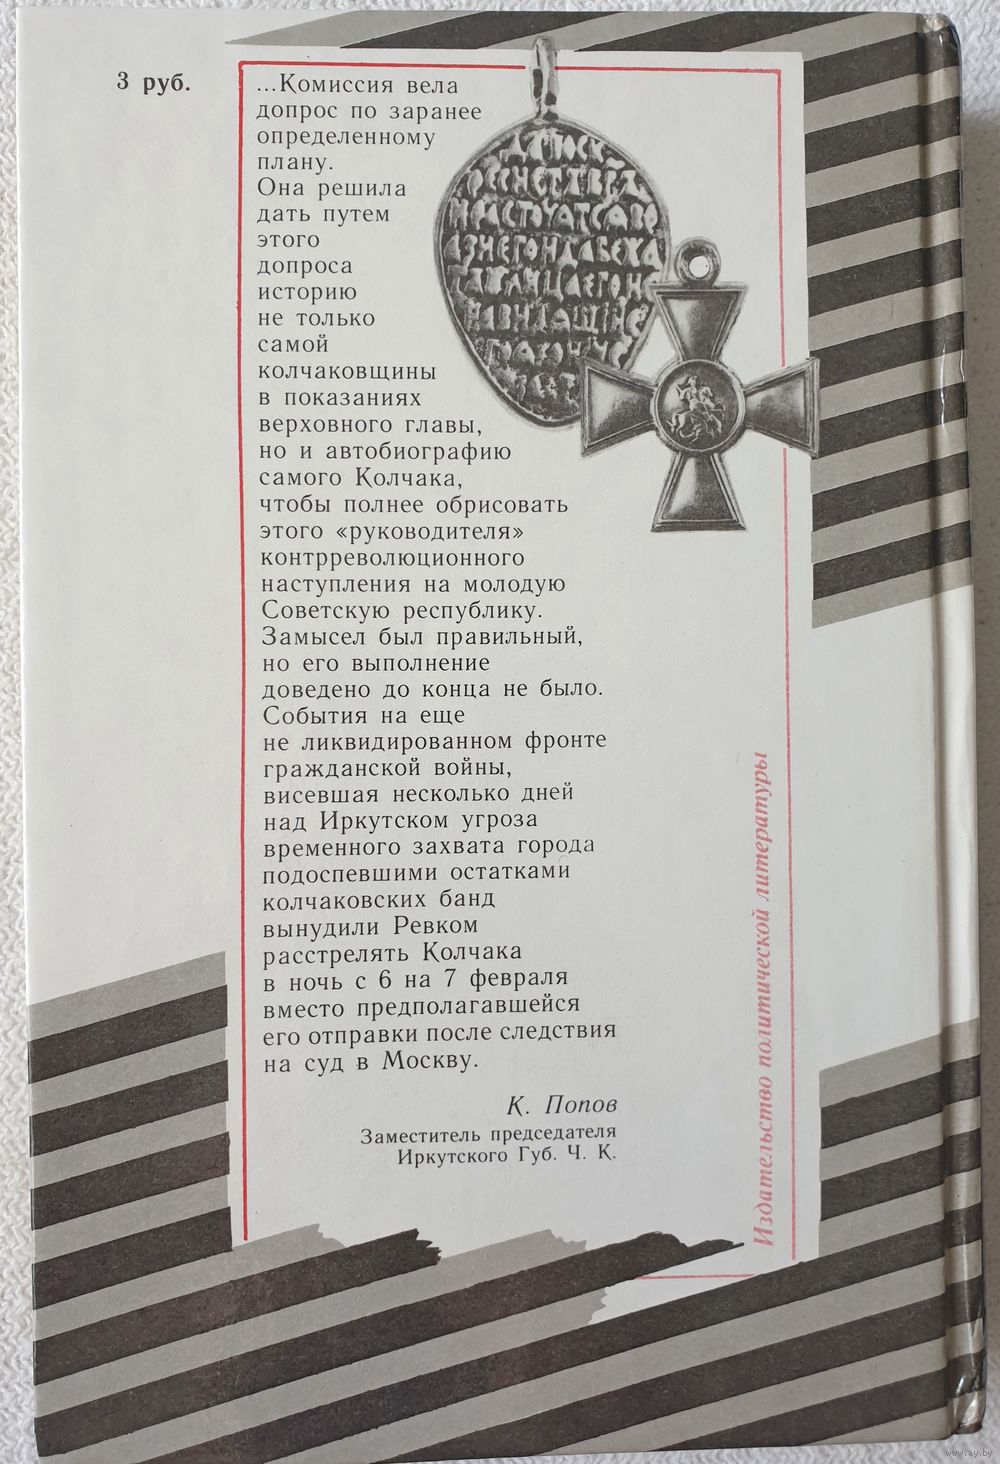 3 руб.
...Комиссия вела
допрос по заранее
определенному
плану.
Она решила
дать путем
этого
допроса
историю
не только
самой
колчаковщины
в показаниях
верховного главы,
но и автобиографию
самого Колчака,
чтобы полнее обрисовать
этого «руководителя»
контрреволюционного
наступления на молодую
Советскую республику.
Замысел был правильный,
но его выполнение
доведено до конца не было.
События на еще
не ликвидированном фронте
гражданской войны,
висевшая несколько дней
над Иркутском угроза
временного захвата города
подоспевшими остатками
колчаковских банд
вынудили Ревком
расстрелять Колчака
в ночь с 6 на 7 февраля
вместо предполагавшейся
его отправки после следствия
на суд в Москву.
К. Попов
Заместитель председателя
Иркутского Губ. Ч. К.
Издательство политической литературы
www.ay.by